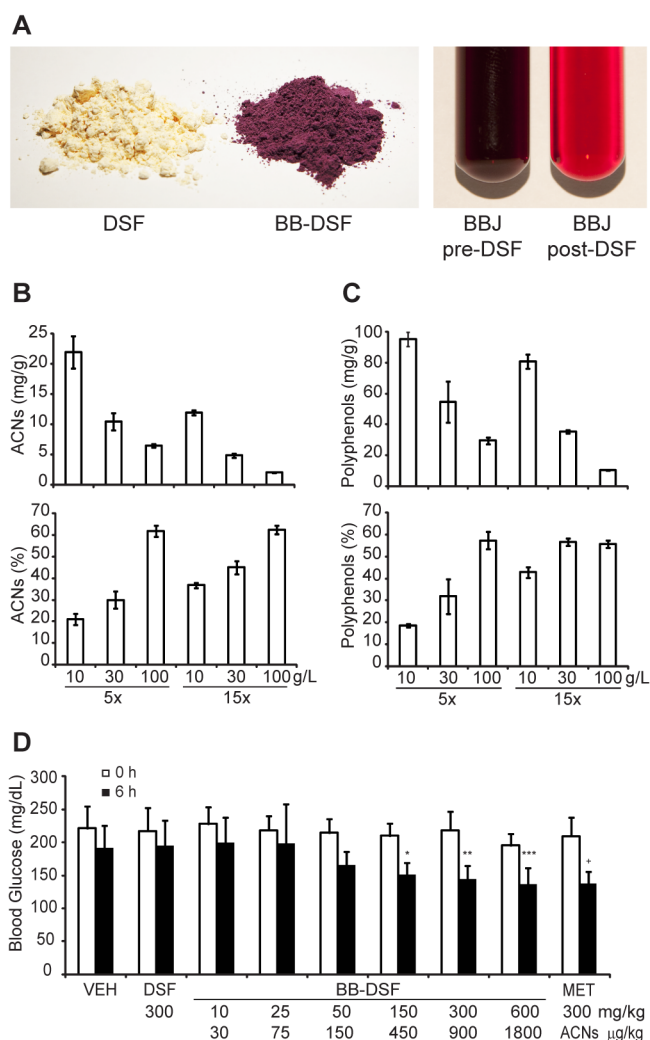 A
DSF BB-DSF BBJ pre-DSF BBJ post-DSF
B
ACNs (mg/g)
25
20
15
10
5
0
ACNs (%)
70
60
50
40
30
20
10
0
10 30 100 10 30 100 g/L
5x 15x
C
Polyphenols (mg/g)
100
80
60
40
20
0
Polyphenols (%)
70
60
50
40
30
20
10
0
10 30 100 10 30 100 g/L
5x 15x
D
Blood Glucose (mg/dL)
300
250
200
150
100
50
0
0 h
6 h
* ** *** +
VEH DSF BB-DSF MET
300 10 25 50 150 300 600 300 mg/kg
30 75 150 450 900 1800 ACNs µg/kg